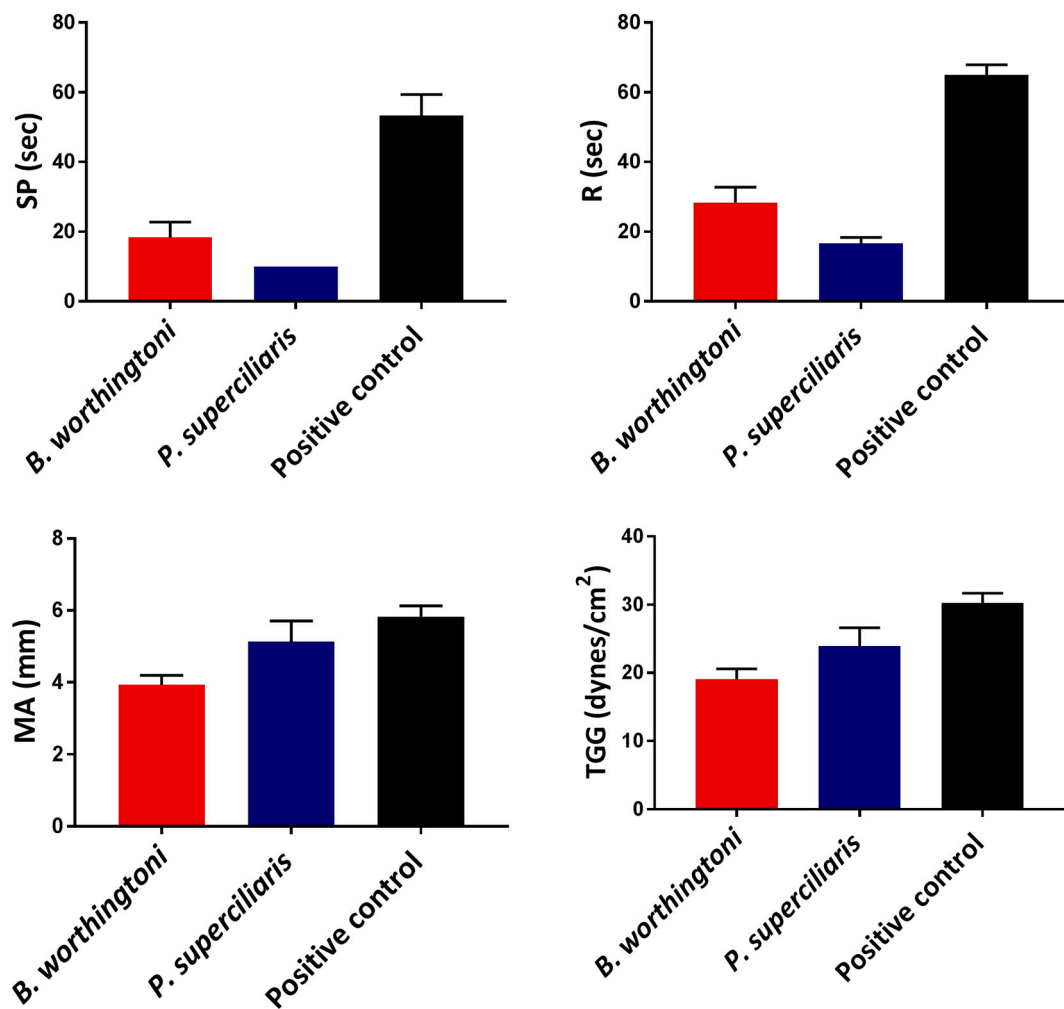 80
60
40
20
0
SP (sec)
B. worthingtoni
P. superciliaris
Positive control
80
60
40
20
0
R (sec)
B. worthingtoni
P. superciliaris
Positive control
8
6
4
2
0
MA (mm)
B. worthingtoni
P. superciliaris
Positive control
40
30
20
10
0
TGG (dynes/cm²)
B. worthingtoni
P. superciliaris
Positive control